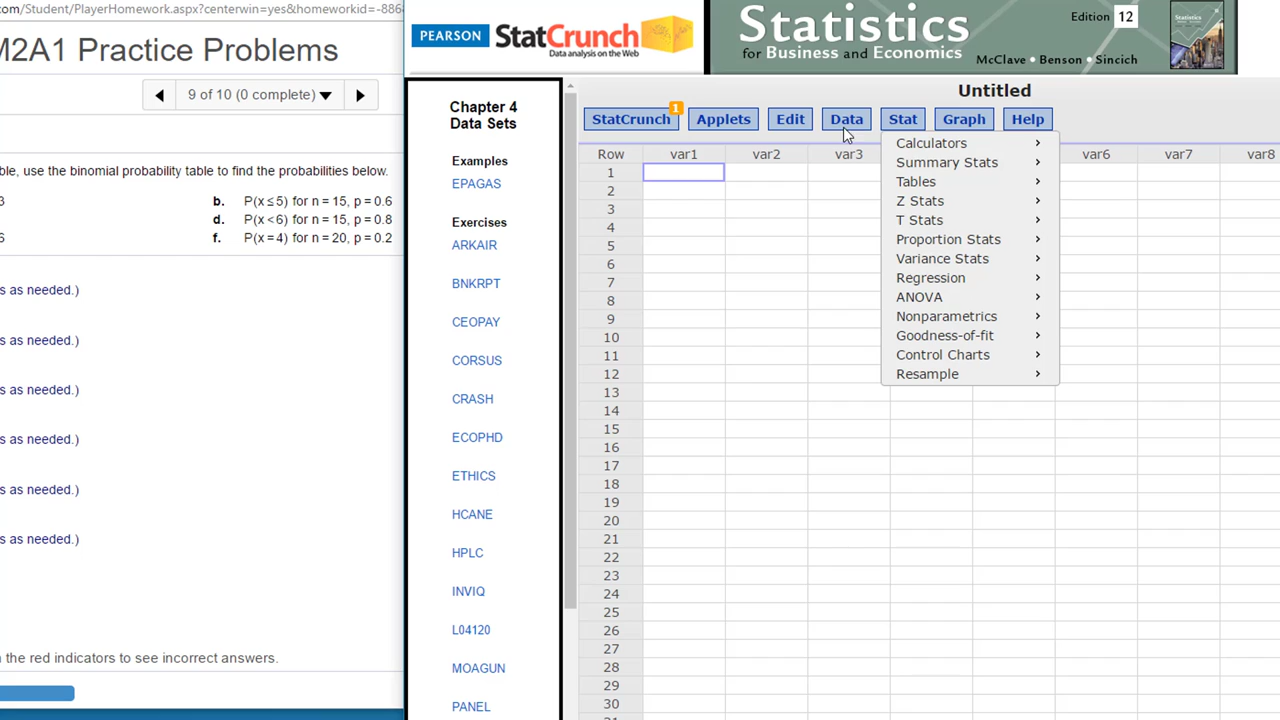 com/Student/PlayerHomework.aspx?centerwin=yes&homeworkid=-886
M2A1 Practice Problems
9 of 10 (0 complete)
ble, use the binomial probability table to find the probabilities below.
3
b. P(x ≤ 5) for n = 15, p = 0.6
d. P(x < 6) for n = 15, p = 0.8
6
f. P(x = 4) for n = 20, p = 0.2
s as needed.)
s as needed.)
s as needed.)
s as needed.)
s as needed.)
s as needed.)
n the red indicators to see incorrect answers.
PEARSON
StatCrunch
Data analysis on the Web
Statistics
for Business and Economics
Edition 12
McClave • Benson • Sincich
Chapter 4
Data Sets
Examples
EPAGAS
Exercises
ARKAIR
BNKRPT
CEOPAY
CORSUS
CRASH
ECOPHD
ETHICS
HCANE
HPLC
INVIQ
L04120
MOAGUN
PANEL
Untitled
StatCrunch 1 Applets Edit Data Stat Graph Help
Row var1 var2 var3 var6 var7 var8
1
2
3
4
5
6
7
8
9
10
11
12
13
14
15
16
17
18
19
20
21
22
23
24
25
26
27
28
29
30
Calculators
Summary Stats
Tables
Z Stats
T Stats
Proportion Stats
Variance Stats
Regression
ANOVA
Nonparametrics
Goodness-of-fit
Control Charts
Resample